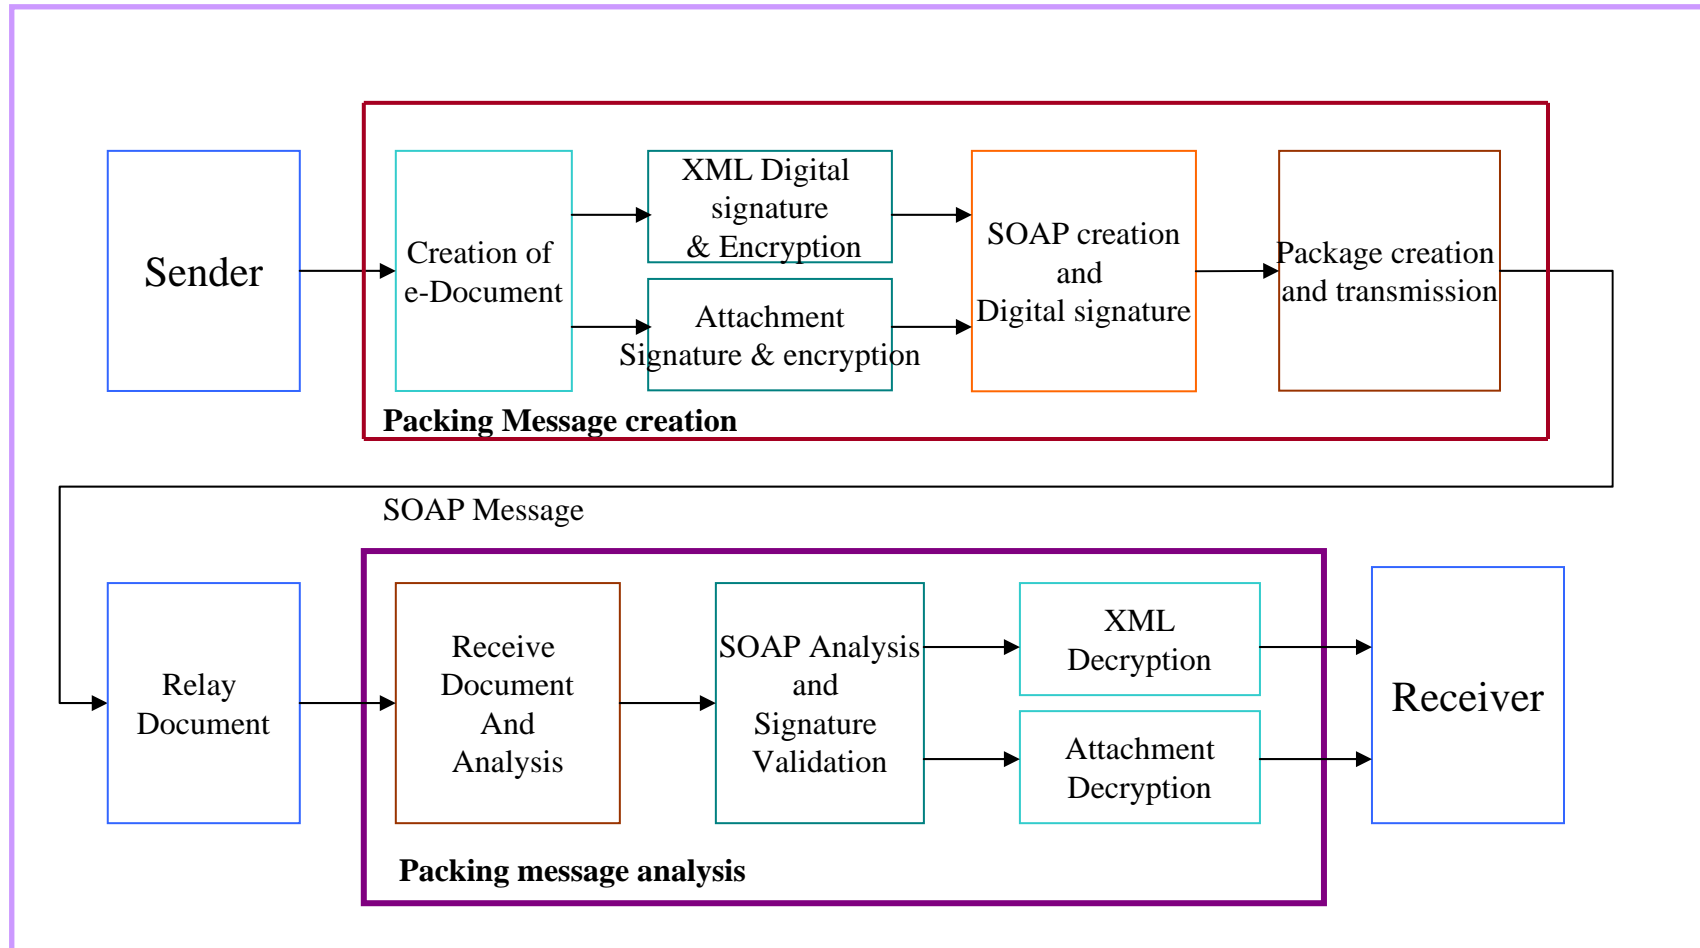 Sender
Creation of
e-Document
XML Digital
signature
& Encryption
Attachment
Signature & encryption
SOAP creation
and
Digital signature
Package creation
and transmission
Packing Message creation
SOAP Message
Relay
Document
Receive
Document
And
Analysis
SOAP Analysis
and
Signature
Validation
XML
Decryption
Attachment
Decryption
Receiver
Packing message analysis